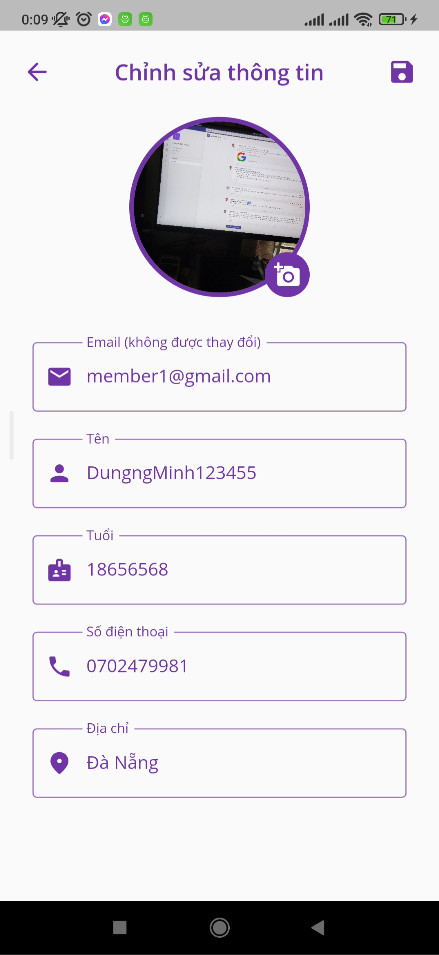 0:09
71
Chỉnh sửa thông tin
Email (không được thay đổi)
member1@gmail.com
Tên
DungngMinh123455
Tuổi
18656568
Số điện thoại
0702479981
Địa chỉ
Đà Nẵng